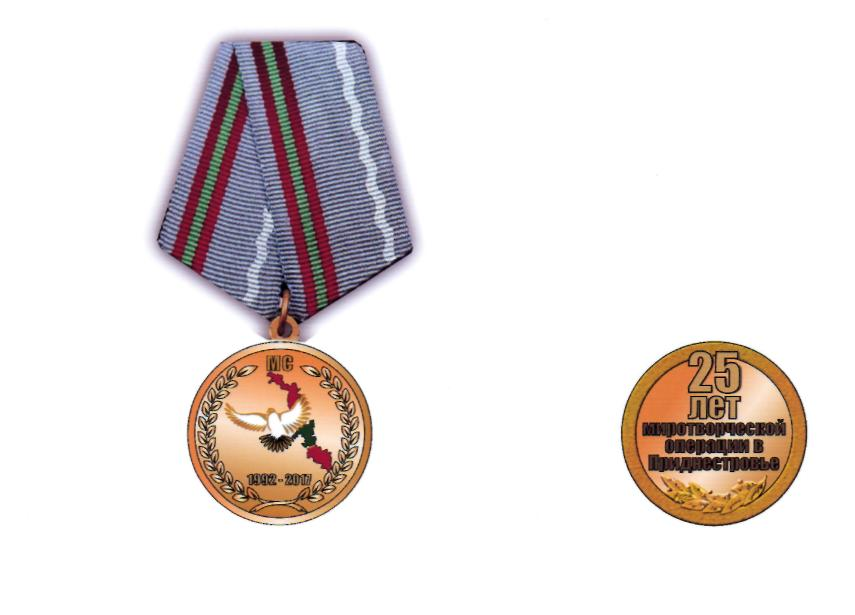 МС
1992 - 2017
25
лет
миротворческой
операции в
Приднестровье